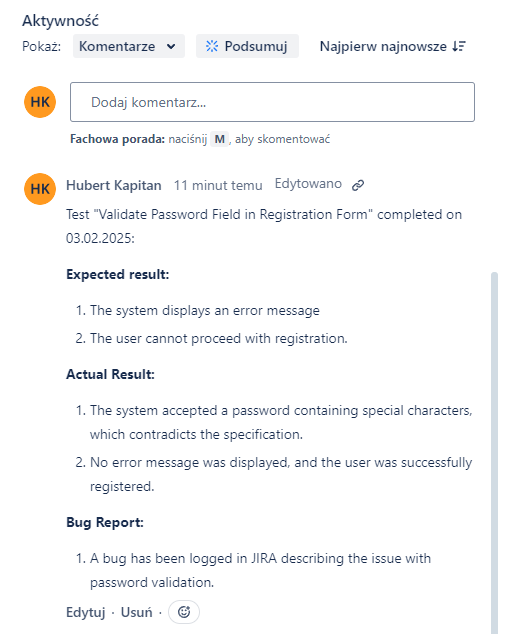 Aktywność
Pokaż: Komentarze Podsumuj Najpierw najnowsze
HK Dodaj komentarz...
Fachowa porada: naciśnij M, aby skomentować
HK Hubert Kapitan 11 minut temu Edytowano
Test "Validate Password Field in Registration Form" completed on
03.02.2025:
Expected result:
1. The system displays an error message
2. The user cannot proceed with registration.
Actual Result:
1. The system accepted a password containing special characters,
which contradicts the specification.
2. No error message was displayed, and the user was successfully
registered.
Bug Report:
1. A bug has been logged in JIRA describing the issue with
password validation.
Edytuj · Usuń ·